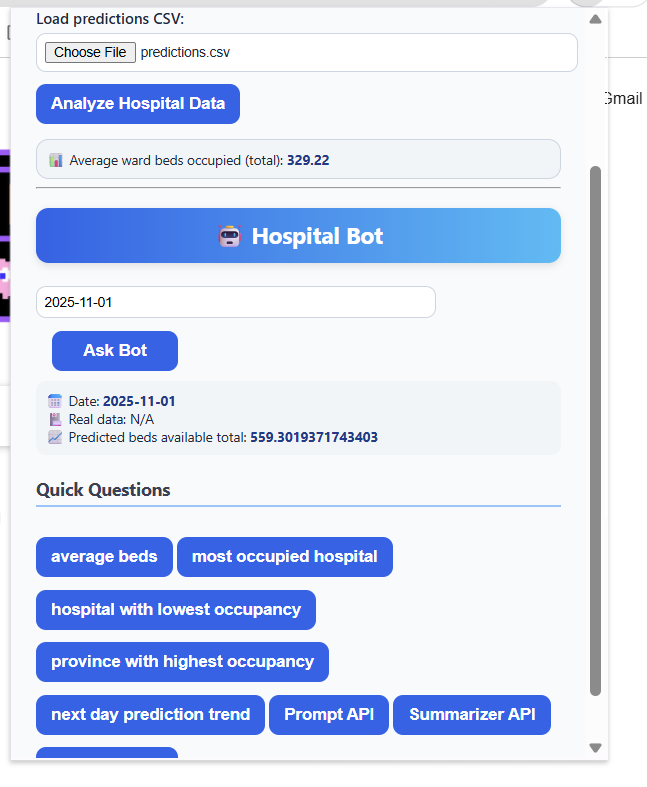 Load predictions CSV:
Choose File predictions.csv
Gmail
Analyze Hospital Data
Average ward beds occupied (total): 329.22
Hospital Bot
2025-11-01
Ask Bot
Date: 2025-11-01
Real data: N/A
Predicted beds available total: 559.3019371743403
Quick Questions
average beds most occupied hospital
hospital with lowest occupancy
province with highest occupancy
next day prediction trend Prompt API Summarizer API